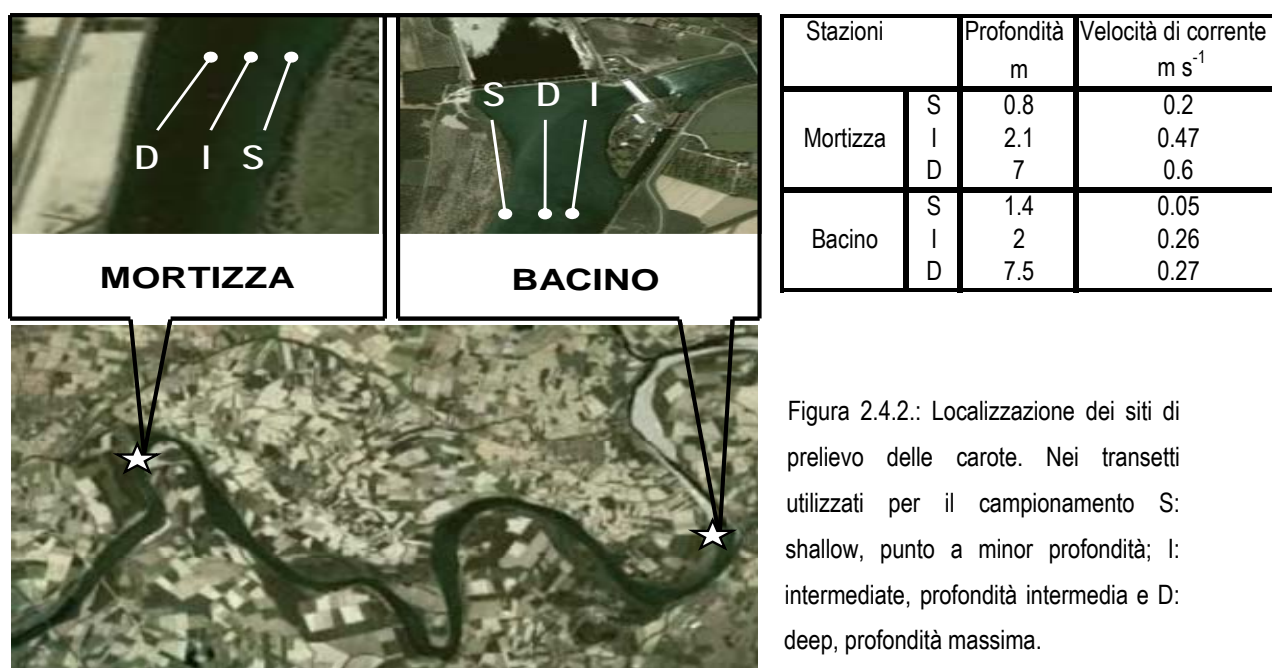 D I S
MORTIZZA
S D I
BACINO
Stazioni Profondità Velocità di corrente
m m s-1
Mortizza S 0.8 0.2
I 2.1 0.47
D 7 0.6
Bacino S 1.4 0.05
I 2 0.26
D 7.5 0.27
Figura 2.4.2.: Localizzazione dei siti di
prelievo delle carote. Nei transetti
utilizzati per il campionamento S:
shallow, punto a minor profondità; I:
intermediate, profondità intermedia e D:
deep, profondità massima.